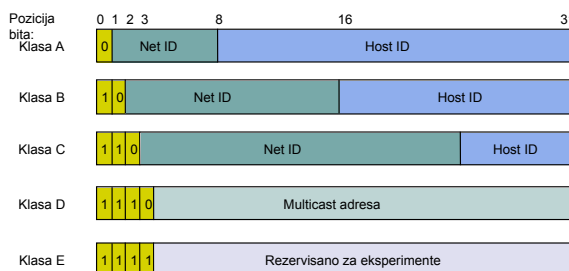 Pozicija bita: 0 1 2 3 8 16 3
Klasa A 0 Net ID Host ID
Klasa B 1 0 Net ID Host ID
Klasa C 1 1 0 Net ID Host ID
Klasa D 1 1 1 0 Multicast adresa
Klasa E 1 1 1 1 Rezervisano za eksperimente